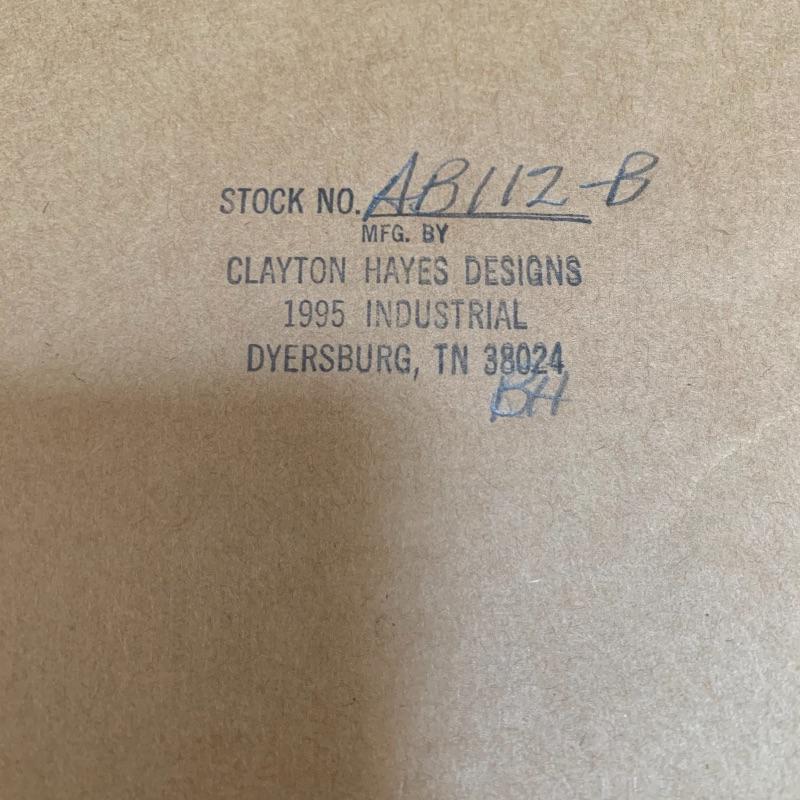 STOCK NO. AB112-B
MFG. BY
CLAYTON HAYES DESIGNS
1995 INDUSTRIAL
DYERSBURG, TN 38024
BH